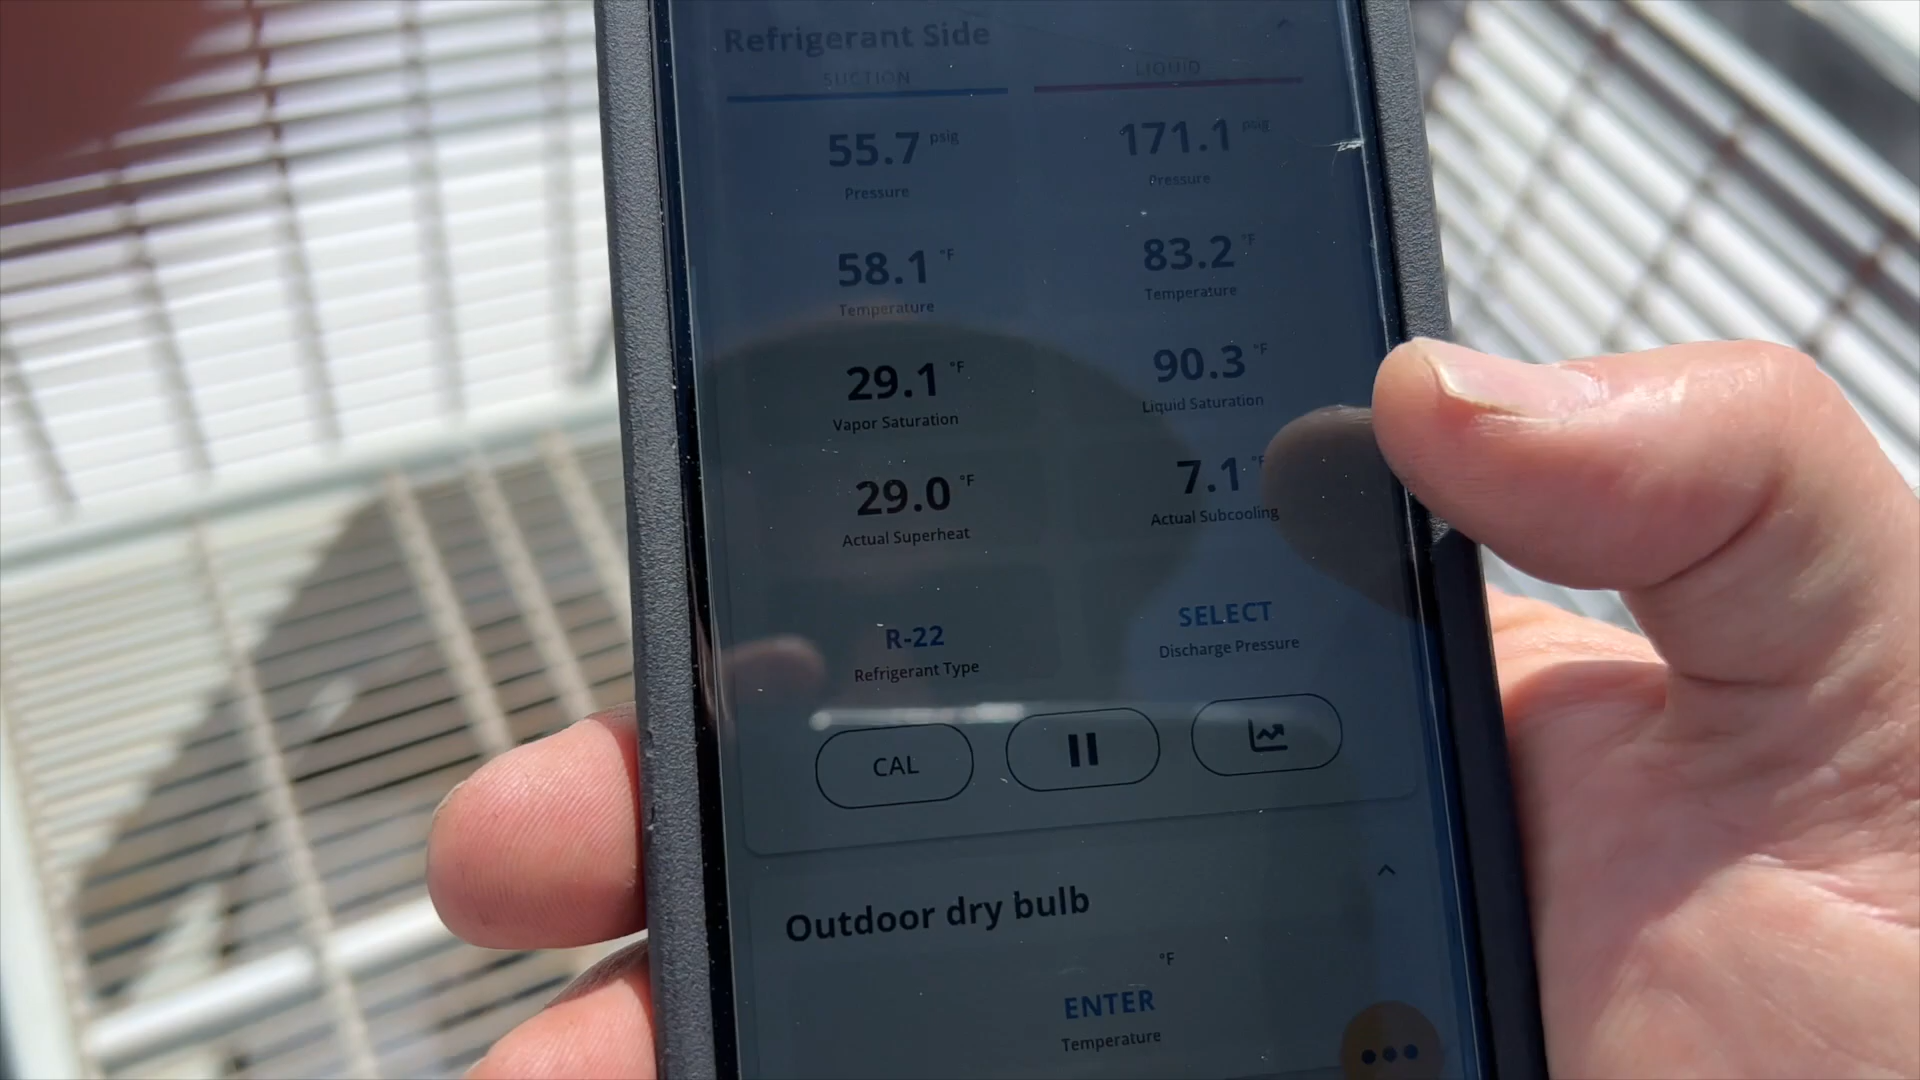 Refrigerant Side
SUCTION LIQUID
55.7 psig 171.1 psig
Pressure Pressure
58.1 °F 83.2 °F
Temperature Temperature
29.1 °F 90.3 °F
Vapor Saturation Liquid Saturation
29.0 °F 7.1 °F
Actual Superheat Actual Subcooling
R-22 SELECT
Refrigerant Type Discharge Pressure
CAL
Outdoor dry bulb
°F
ENTER
Temperature